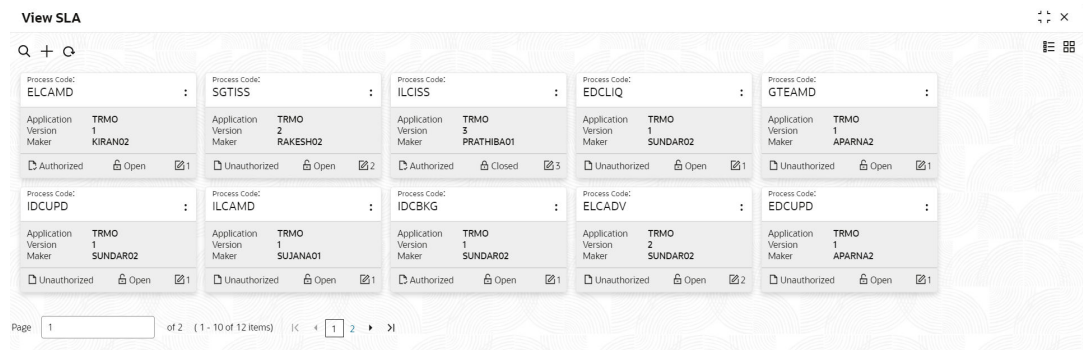 View SLA
Process Code:
ELCAMD
Application TRMO
Version 1
Maker KIRAN02
Authorized Open 1
Process Code:
SGTISS
Application TRMO
Version 2
Maker RAKESH02
Unauthorized Open 2
Process Code:
ILCISS
Application TRMO
Version 3
Maker PRATHIBA01
Authorized Closed 3
Process Code:
EDCLIQ
Application TRMO
Version 1
Maker SUNDAR02
Unauthorized Open 1
Process Code:
GTEAMD
Application TRMO
Version 1
Maker APARNA2
Unauthorized Open 1
Process Code:
IDCUPD
Application TRMO
Version 1
Maker SUNDAR02
Unauthorized Open 1
Process Code:
ILCAMD
Application TRMO
Version 1
Maker SUJANA01
Unauthorized Open 1
Process Code:
IDCBKG
Application TRMO
Version 1
Maker SUNDAR02
Authorized Open 1
Process Code:
ELCADV
Application TRMO
Version 2
Maker SUNDAR02
Unauthorized Open 2
Process Code:
EDCUPD
Application TRMO
Version 1
Maker APARNA2
Unauthorized Open 1
Page 1 of 2 (1 - 10 of 12 items) 1 2